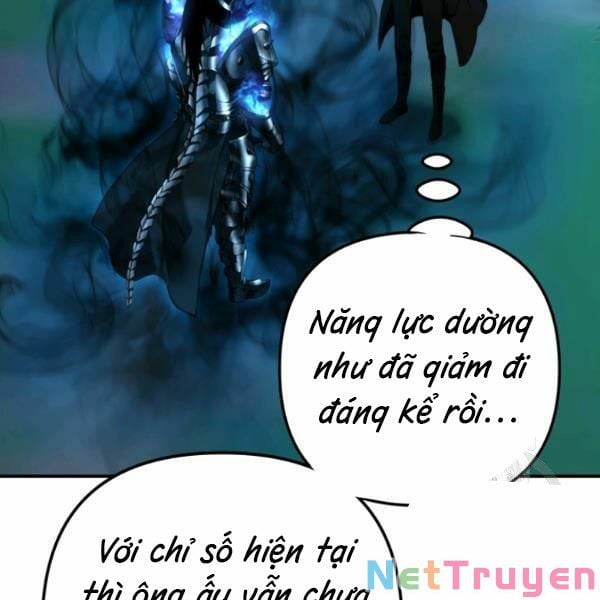 Năng lực dường
như đã giảm đi
đáng kể rồi...
Với chỉ số hiện tại
thì ông ấy vẫn chưa
NetTruyen